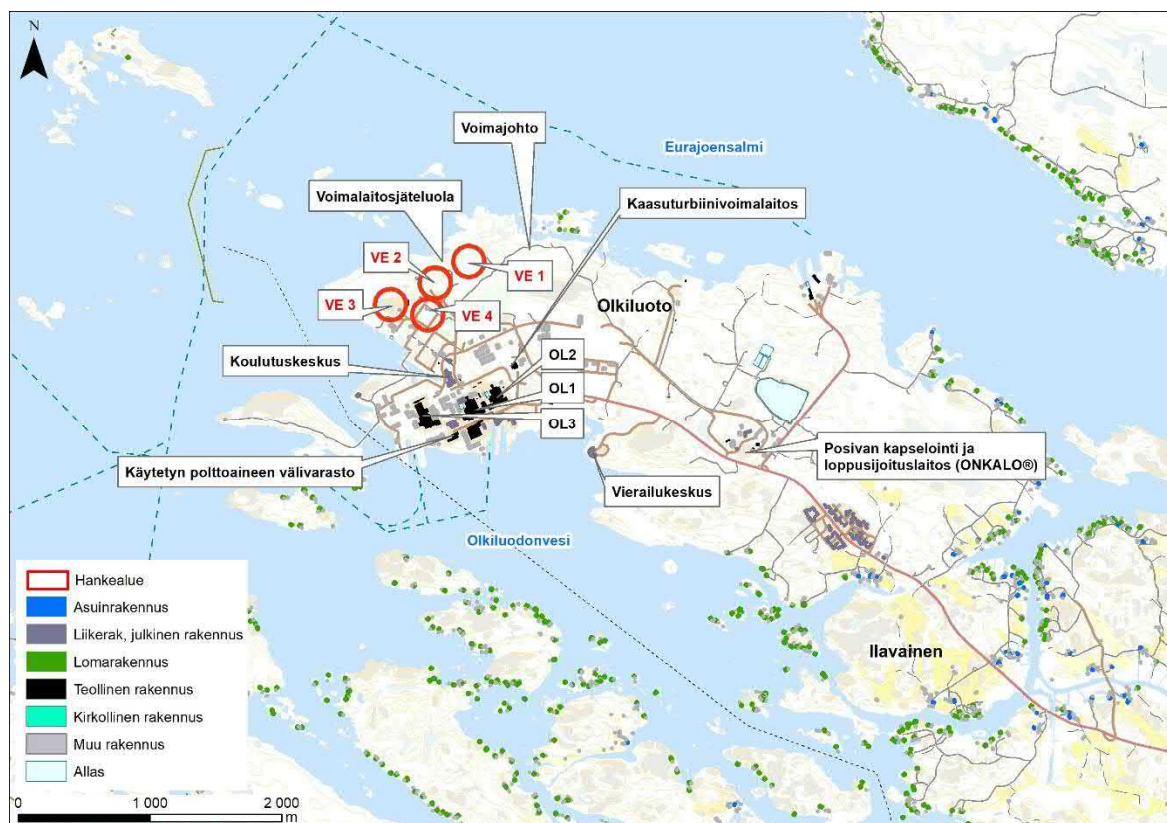 N
Voimajohto
Eurajoensalmi
Voimalaitosjäteluola
Kaasuturbiinivoimalaitos
VE 2
VE 1
VE 3
VE 4
Olkiluoto
Koulutuskeskus
OL2
OL1
OL3
Käytetyn polttoaineen välivarasto
Posivan kapselointi ja
loppusijoituslaitos (ONKALO®)
Vierailukeskus
Olkiluodonvesi
Ilavainen
Hankealue
Asuinrakennus
Liikerak, julkinen rakennus
Lomarakennus
Teollinen rakennus
Kirkollinen rakennus
Muu rakennus
Allas
0 1 000 2 000
m